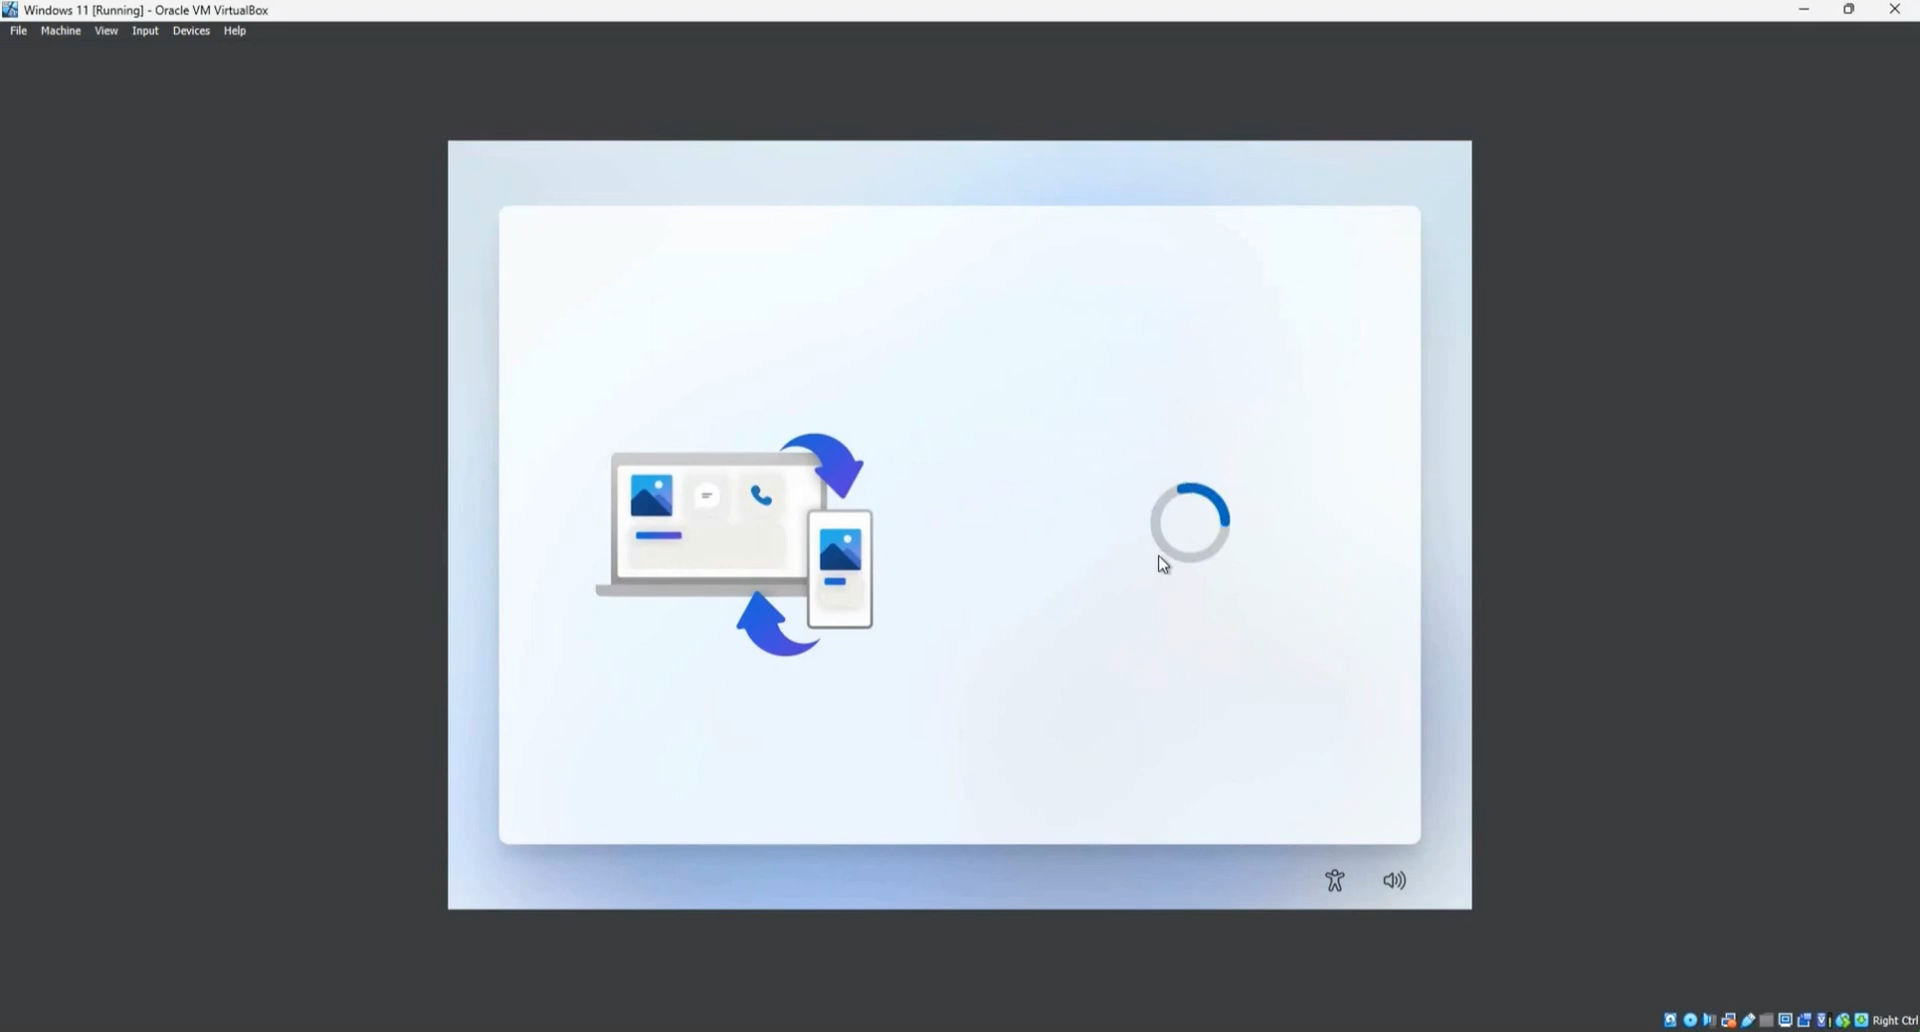 Windows 11 [Running] - Oracle VM VirtualBox
File Machine View Input Devices Help
Right Ctrl